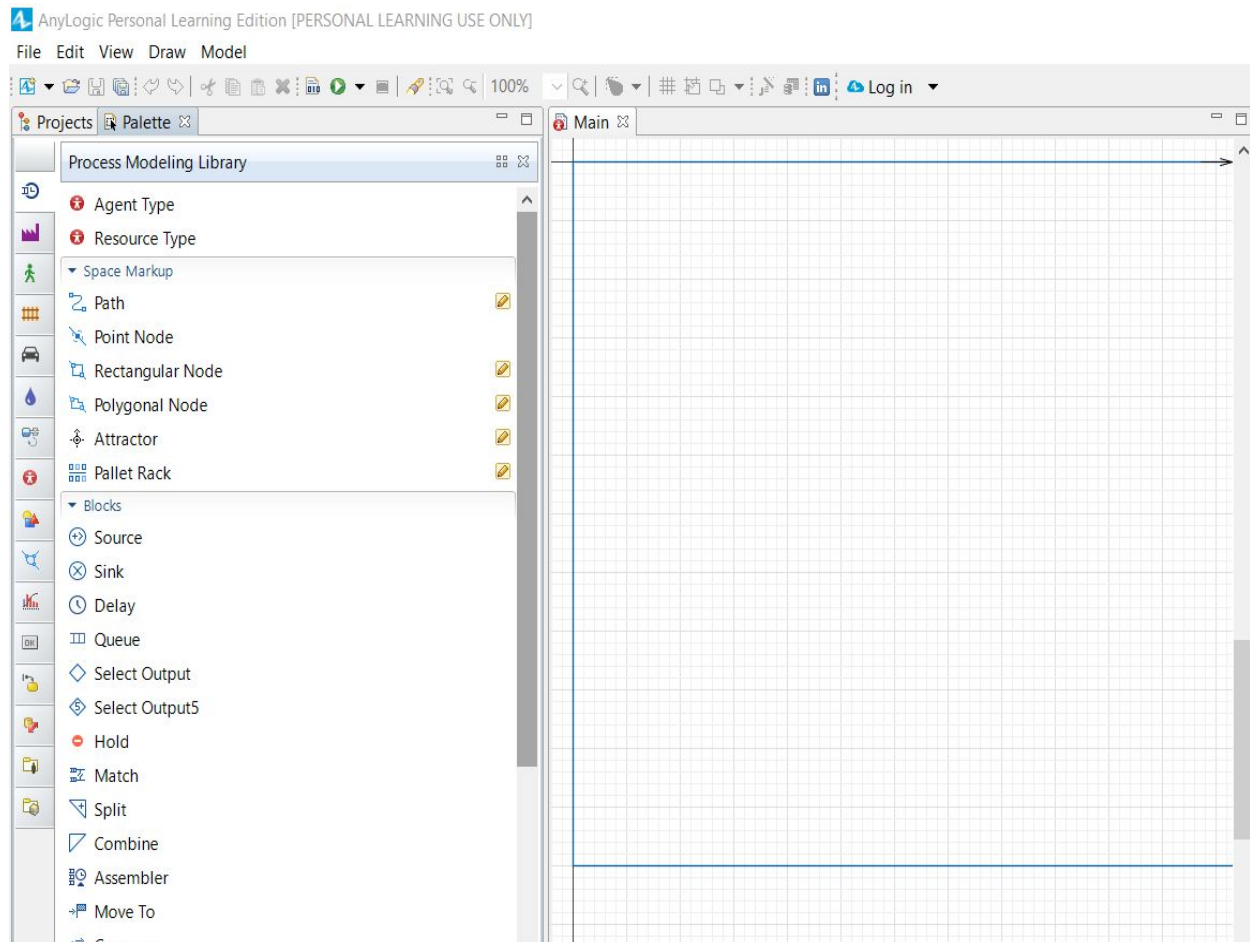 AnyLogic Personal Learning Edition [PERSONAL LEARNING USE ONLY]
File Edit View Draw Model
100% Log in
Projects Palette Main
Process Modeling Library
Agent Type
Resource Type
Space Markup
Path
Point Node
Rectangular Node
Polygonal Node
Attractor
Pallet Rack
Blocks
Source
Sink
Delay
Queue
Select Output
Select Output5
Hold
Match
Split
Combine
Assembler
Move To